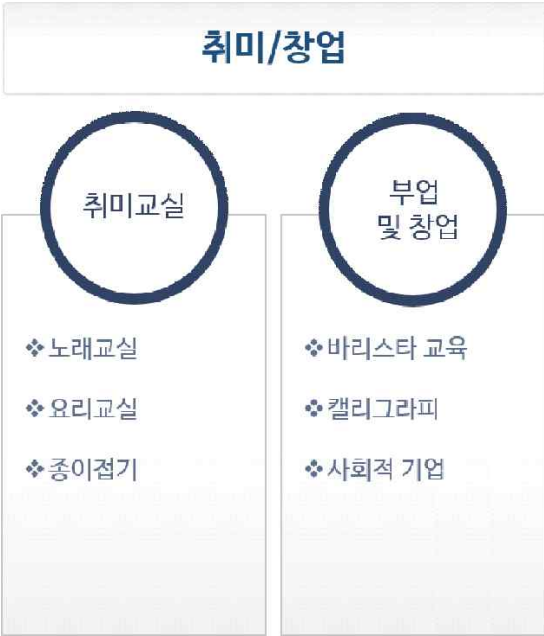 취미/창업
취미교실
❖노래교실
❖요리교실
❖종이접기
부업
및 창업
❖바리스타 교육
❖캘리그라피
❖사회적 기업